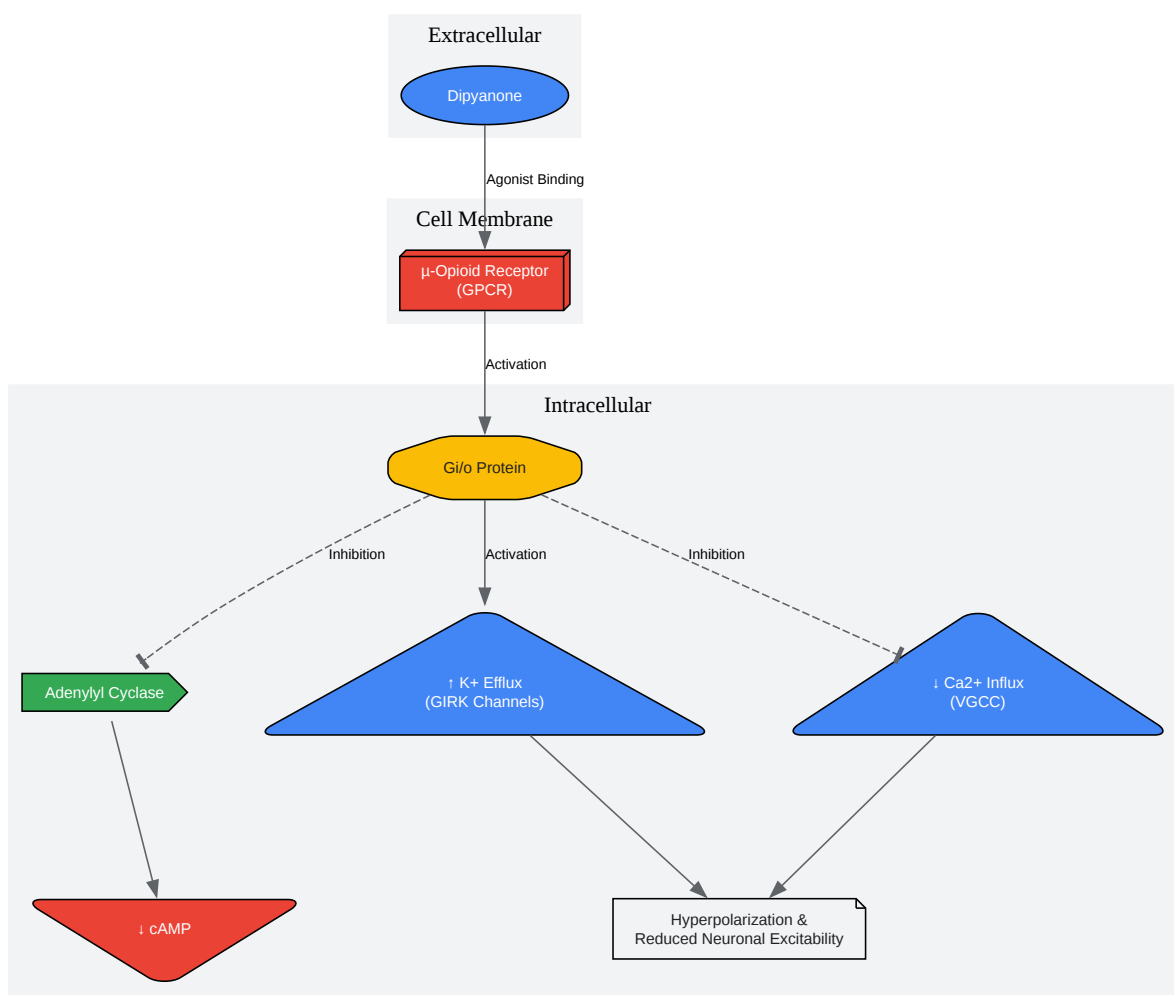 Extracellular
Dipyanone
Agonist Binding
Cell Membrane
µ-Opioid Receptor
(GPCR)
Activation
Intracellular
Gi/o Protein
Inhibition
Activation
Inhibition
Adenylyl Cyclase
↑ K+ Efflux
(GIRK Channels)
↓ Ca2+ Influx
(VGCC)
↓ cAMP
Hyperpolarization &
Reduced Neuronal Excitability